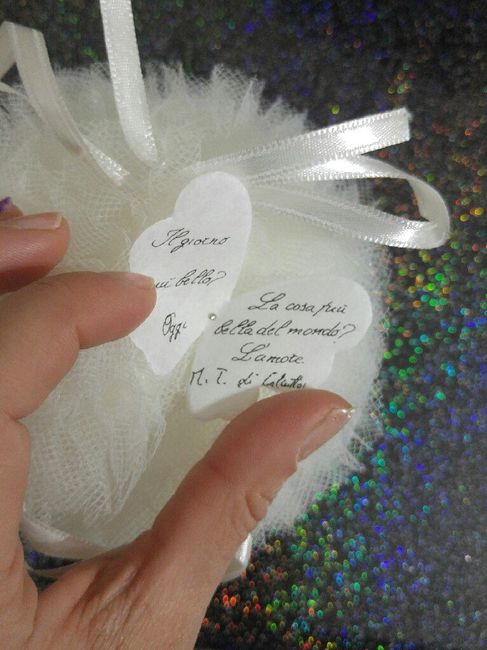 Il giorno
più bello?
Oggi
La cosa più
bella del mondo?
L'amore.
M. T. di Calcutta